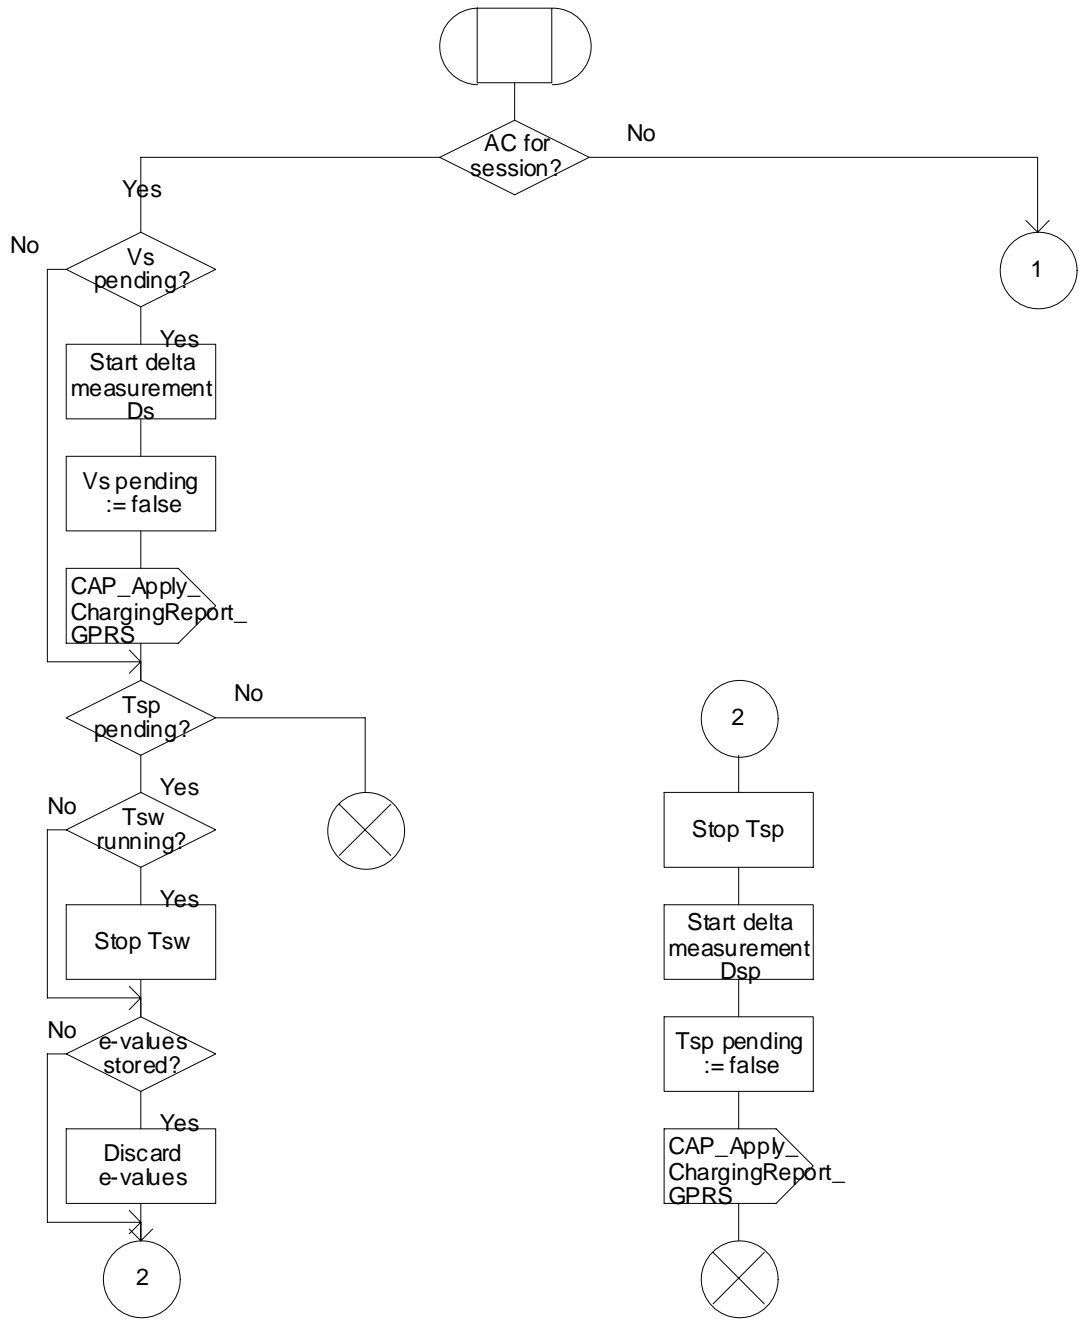 AC for
session?
No
Yes
No
Vs
pending?
1
Yes
Start delta
measurement
Ds
Vs pending
:= false
CAP_Apply_
ChargingReport_
GPRS
Tsp
pending?
No
Yes
No
Tsw
running?
Yes
Stop Tsw
No
e-values
stored?
Yes
Discard
e-values
2
2
Stop Tsp
Start delta
measurement
Dsp
Tsp pending
:= false
CAP_Apply_
ChargingReport_
GPRS